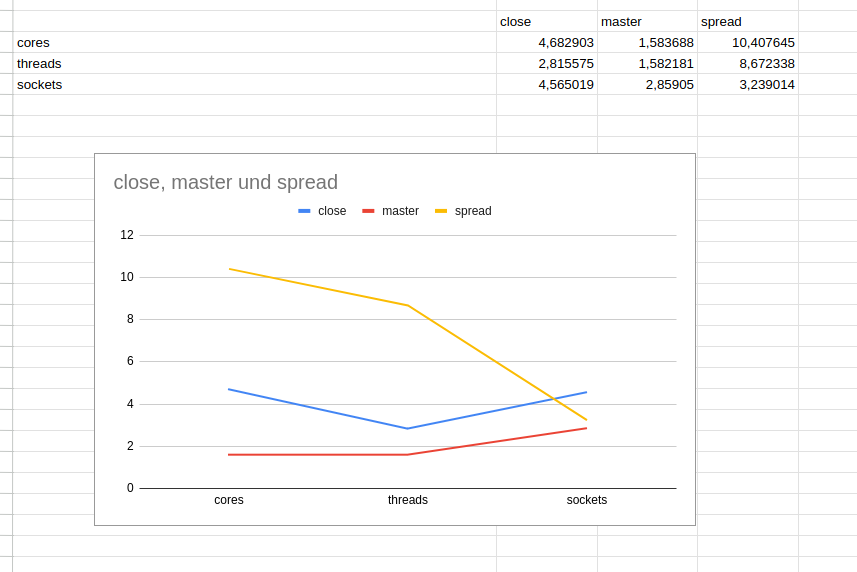 close master spread
cores 4,682903 1,583688 10,407645
threads 2,815575 1,582181 8,672338
sockets 4,565019 2,85905 3,239014
close, master und spread
close master spread
12
10
8
6
4
2
0
cores threads sockets